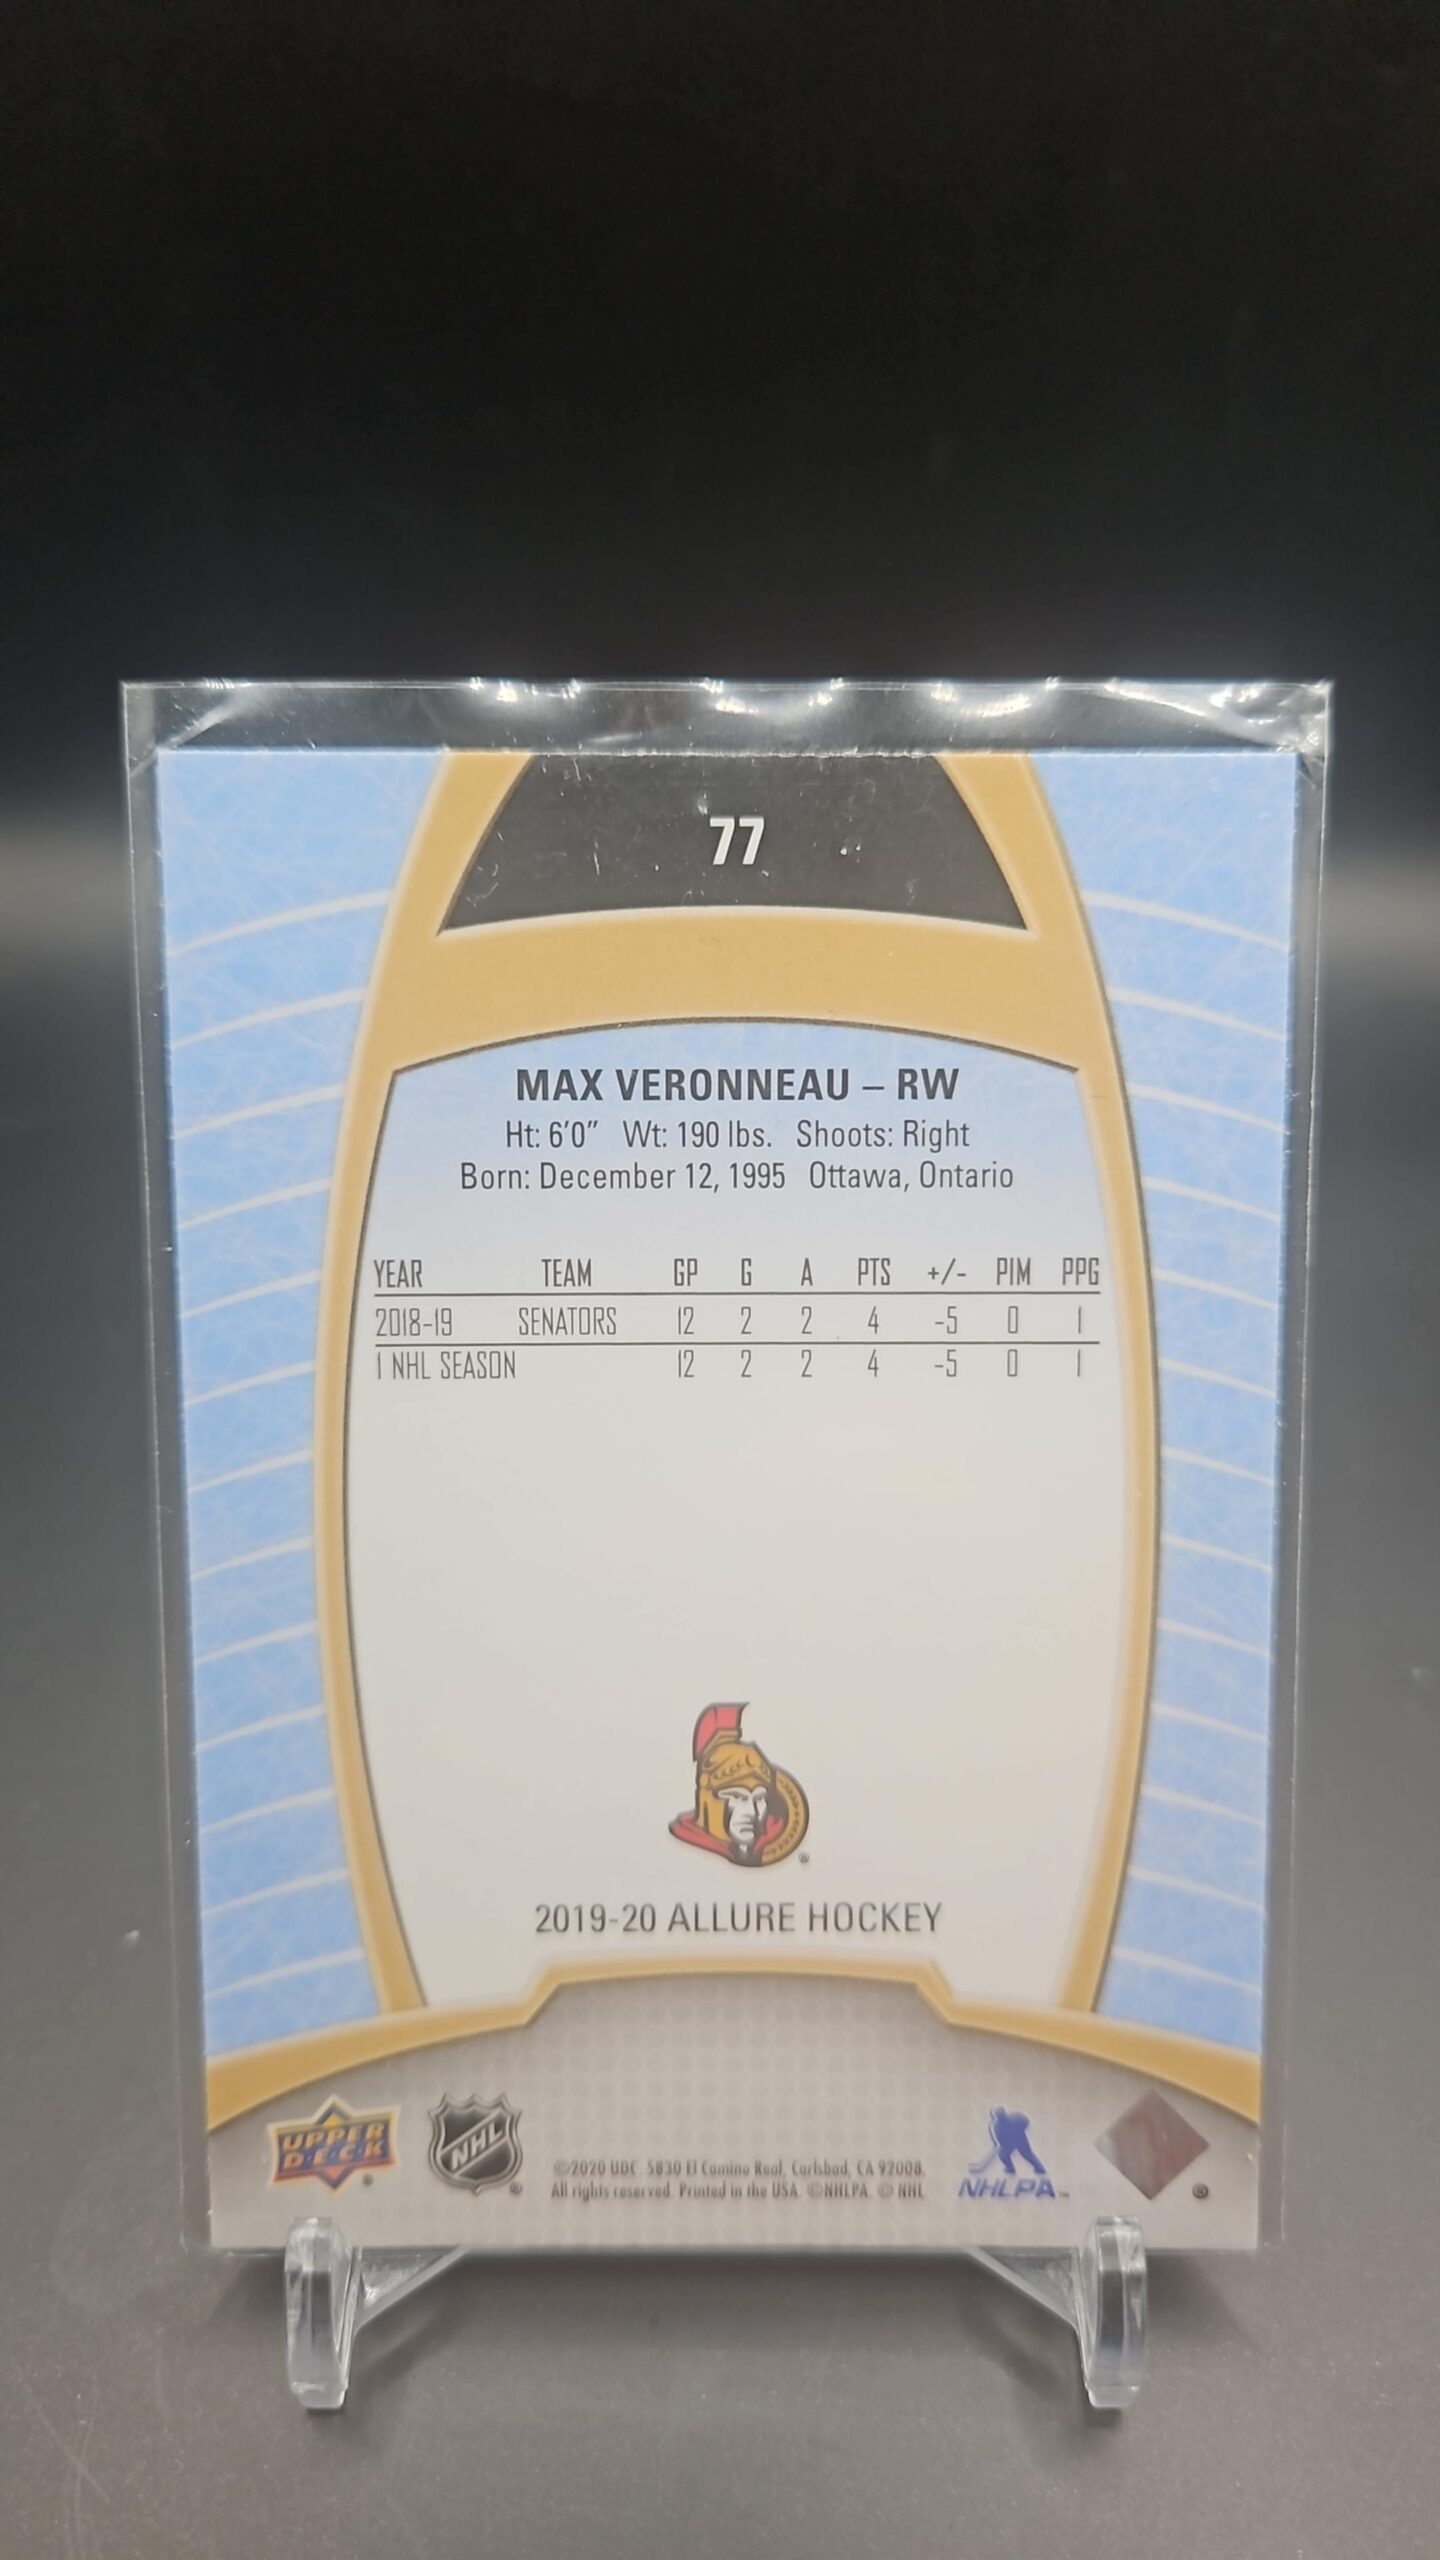 77
MAX VERONNEAU – RW
Ht: 6'0" Wt: 190 lbs. Shoots: Right
Born: December 12, 1995 Ottawa, Ontario
YEAR TEAM GP G A PTS +/- PIM PPG
2018-19 SENATORS 12 2 2 4 -5 0 1
1 NHL SEASON 12 2 2 4 -5 0 1
®
2019-20 ALLURE HOCKEY
UPPER
D·E·C·K ®
NHL ®
©2020 UDC. 5830 El Camino Real, Carlsbad, CA 92008.
All rights reserved. Printed in the USA. ©NHLPA. © NHL
NHLPA™
®